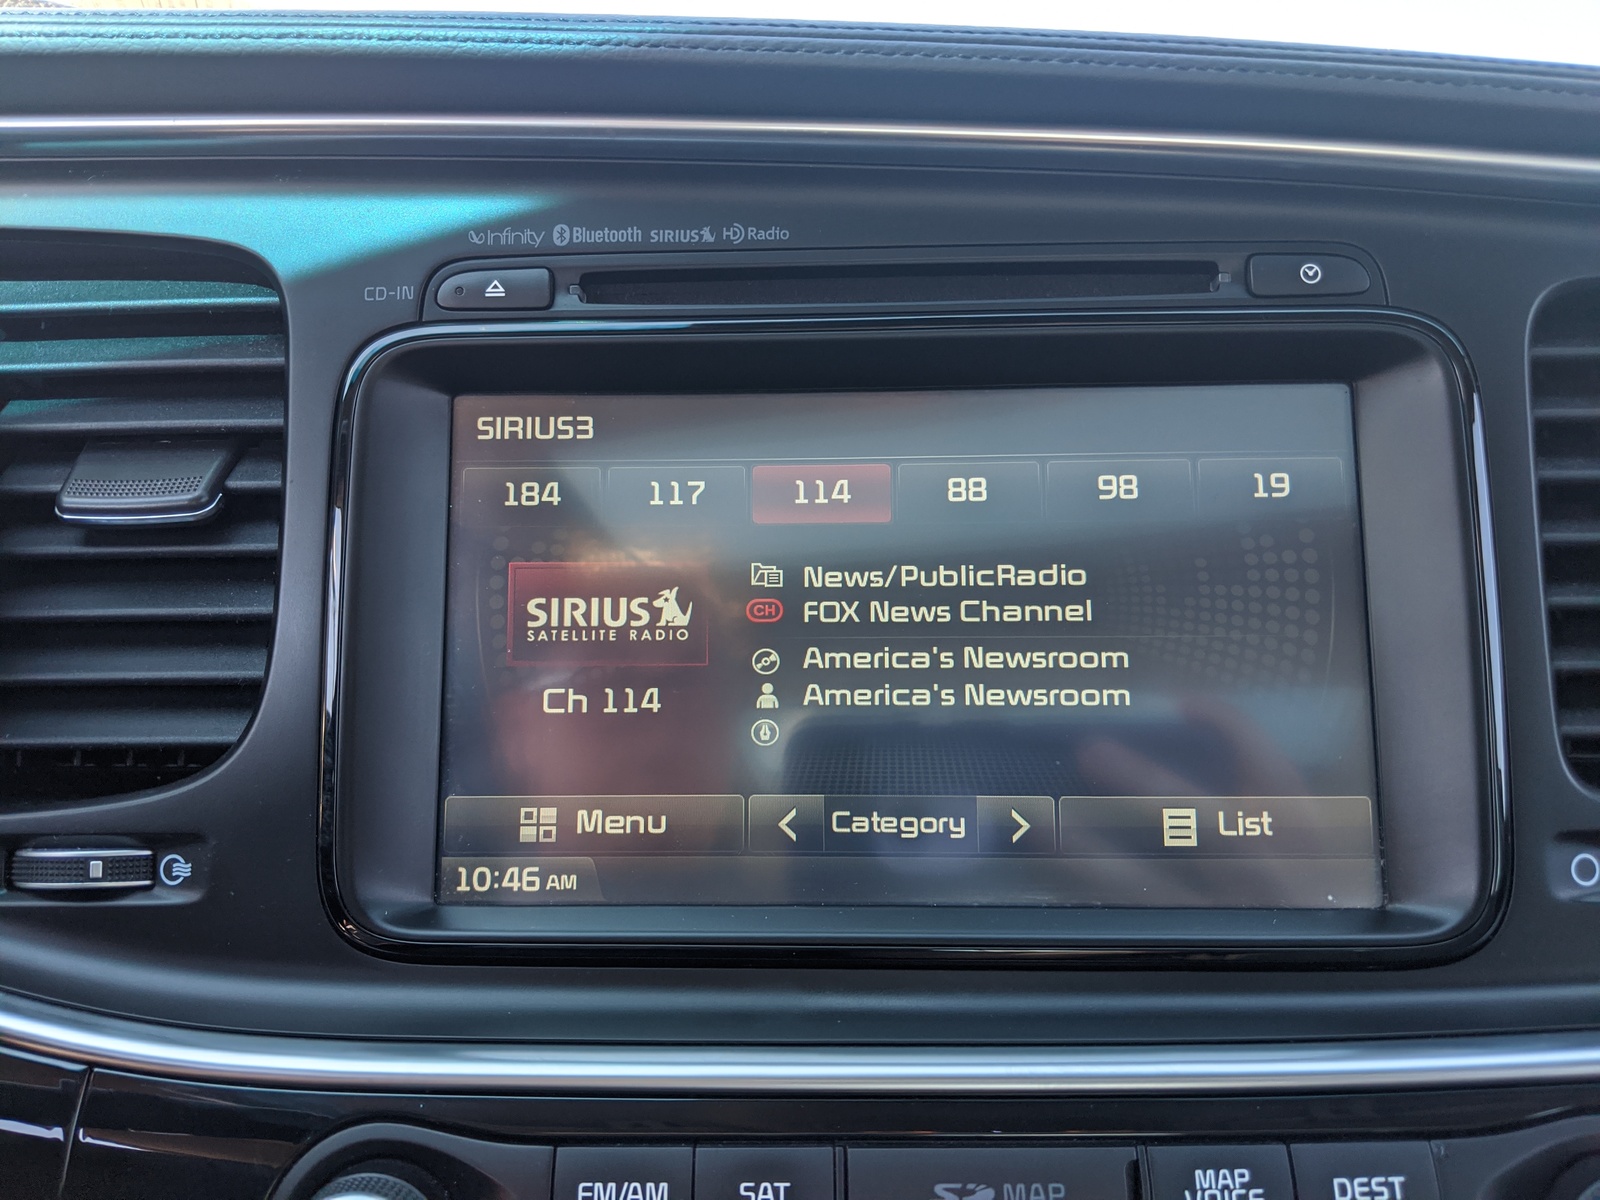 Infinity Bluetooth SIRIUS HD Radio
CD-IN
SIRIUS3
184 117 114 88 98 19
News/PublicRadio
CH FOX News Channel
SIRIUS
SATELLITE RADIO
America's Newsroom
America's Newsroom
Ch 114
Menu Category List
10:46 AM
FM/AM SAT MAP MAP VOICE DEST